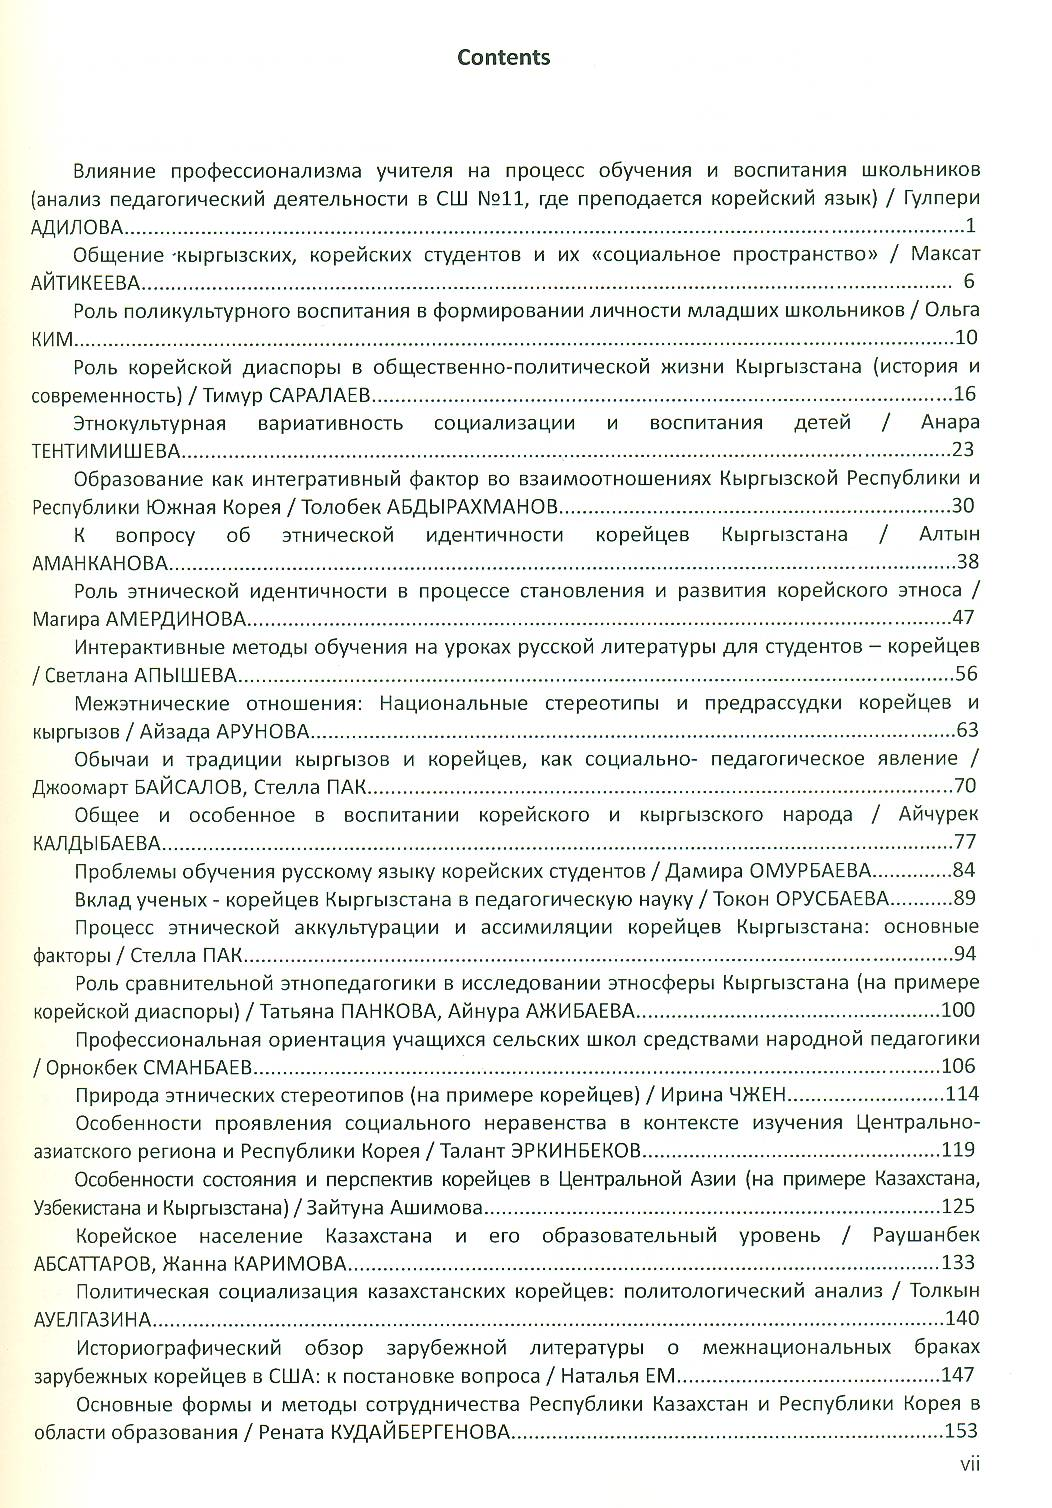 Contents
Влияние профессионализма учителя на процесс обучения и воспитания школьников
(анализ педагогический деятельности в СШ №11, где преподается корейский язык) / Гулпери
АДИЛОВА....................1
Общение кыргызских, корейских студентов и их «социальное пространство» / Максат
АЙТИКЕЕВА.................... 6
Роль поликультурного воспитания в формировании личности младших школьников / Ольга
КИМ....................10
Роль корейской диаспоры в общественно-политической жизни Кыргызстана (история и
современность) / Тимур САРАЛАЕВ....................16
Этнокультурная вариативность социализации и воспитания детей / Анара
ТЕНТИМИШЕВА....................23
Образование как интегративный фактор во взаимоотношениях Кыргызской Республики и
Республики Южная Корея / Толобек АБДЫРАХМАНОВ....................30
К вопросу об этнической идентичности корейцев Кыргызстана / Алтын
АМАНКАНОВА....................38
Роль этнической идентичности в процессе становления и развития корейского этноса /
Магира АМЕРДИНОВА....................47
Интерактивные методы обучения на уроках русской литературы для студентов – корейцев
/ Светлана АПЫШЕВА....................56
Межэтнические отношения: Национальные стереотипы и предрассудки корейцев и
кыргызов / Айзада АРУНОВА....................63
Обычаи и традиции кыргызов и корейцев, как социально- педагогическое явление /
Джоомарт БАЙСАЛОВ, Стелла ПАК....................70
Общее и особенное в воспитании корейского и кыргызского народа / Айчурек
КАЛДЫБАЕВА....................77
Проблемы обучения русскому языку корейских студентов / Дамира ОМУРБАЕВА.............84
Вклад ученых - корейцев Кыргызстана в педагогическую науку / Токон ОРУСБАЕВА..........89
Процесс этнической аккультурации и ассимиляции корейцев Кыргызстана: основные
факторы / Стелла ПАК....................94
Роль сравнительной этнопедагогики в исследовании этносферы Кыргызстана (на примере
корейской диаспоры) / Татьяна ПАНКОВА, Айнура АЖИБАЕВА....................100
Профессиональная ориентация учащихся сельских школ средствами народной педагогики
/ Орнокбек СМАНБАЕВ....................106
Природа этнических стереотипов (на примере корейцев) / Ирина ЧЖЕН....................114
Особенности проявления социального неравенства в контексте изучения Центрально-
азиатского региона и Республики Корея / Талант ЭРКИНБЕКОВ....................119
Особенности состояния и перспектив корейцев в Центральной Азии (на примере Казахстана,
Узбекистана и Кыргызстана) / Зайтуна Ашимова....................125
Корейское население Казахстана и его образовательный уровень / Раушанбек
АБСАТТАРОВ, Жанна КАРИМОВА....................133
Политическая социализация казахстанских корейцев: политологический анализ / Толкын
АУЕЛГАЗИНА....................140
Историографический обзор зарубежной литературы о межнациональных браках
зарубежных корейцев в США: к постановке вопроса / Наталья ЕМ....................147
Основные формы и методы сотрудничества Республики Казахстан и Республики Корея в
области образования / Рената КУДАЙБЕРГЕНОВА....................153
vii